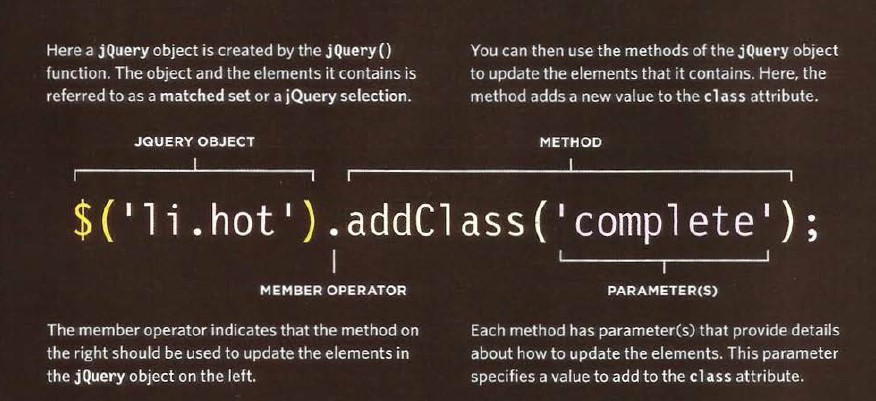 Here a jQuery object is created by the jQuery()
function. The object and the elements it contains is
referred to as a matched set or a jQuery selection.
You can then use the methods of the jQuery object
to update the elements that it contains. Here, the
method adds a new value to the class attribute.
JQUERY OBJECT
METHOD
$('li.hot').addClass('complete');
MEMBER OPERATOR
PARAMETER(S)
The member operator indicates that the method on
the right should be used to update the elements in
the jQuery object on the left.
Each method has parameter(s) that provide details
about how to update the elements. This parameter
specifies a value to add to the class attribute.